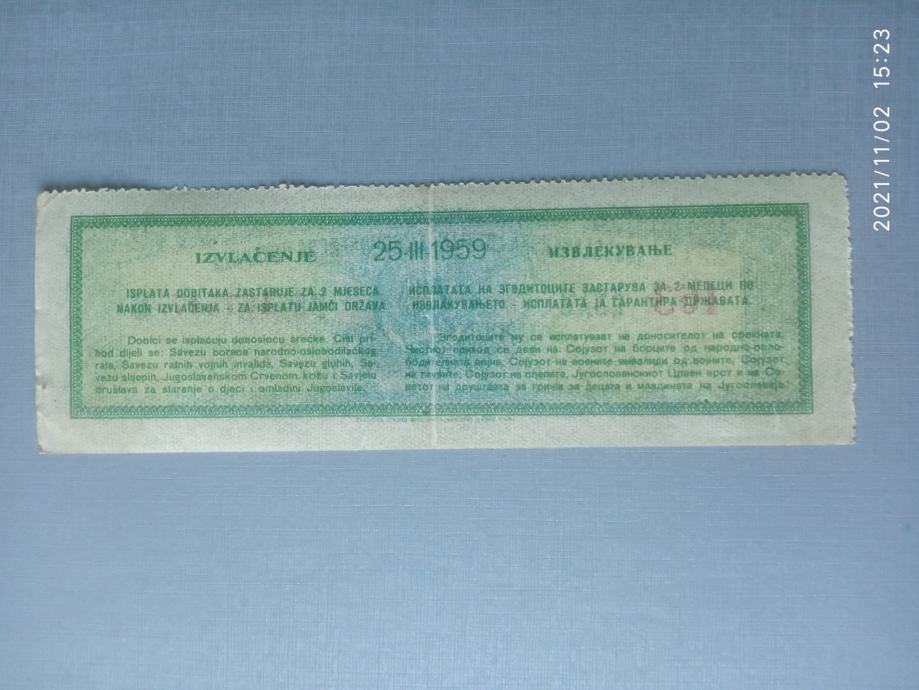 2021/11/02 15:23
IZVLAČENJE 25-III-1959 ИЗВЛЕКУВАЊЕ
ISPLATA DOBITAKA ZASTARUJE ZA 2 MJESECA
NAKON IZVLAČENJA - ZA ISPLATU JAMČI DRŽAVA
Dobici se isplaćuju donosiocu srećke. Čisti pri-
hod dijeli se: Savezu boraca narodno-oslobodilačkog
rata, Savezu ratnih vojnih invalida, Savezu gluhih, Sa-
vezu slijepih, Jugoslavenskom Crvenom križu i Savjetu
društava za staranje o djeci i omladini Jugoslavije.
ИСПЛАТАТА НА ЗГОДИТОЦИТЕ ЗАСТАРУВА ЗА 2 МЕСЕЦИ ПО
ИЗВЛАКУВАЊЕТО - ИСПЛАТАТА ЈА ГАРАНТИРА ДРЖАВАТА.
Згодитоците му се исплатуваат на доносителот на среќката.
Чистиот приход се дели на: Сојузот на борците од народно-осло-
бодителната војна, Сојузот на воените инвалиди од војните, Сојузот
на глувите, Сојузот на слепите, Југословенскиот Црвен крст и на Со-
ветот на друштвата за грижа за децата и младината на Југославија